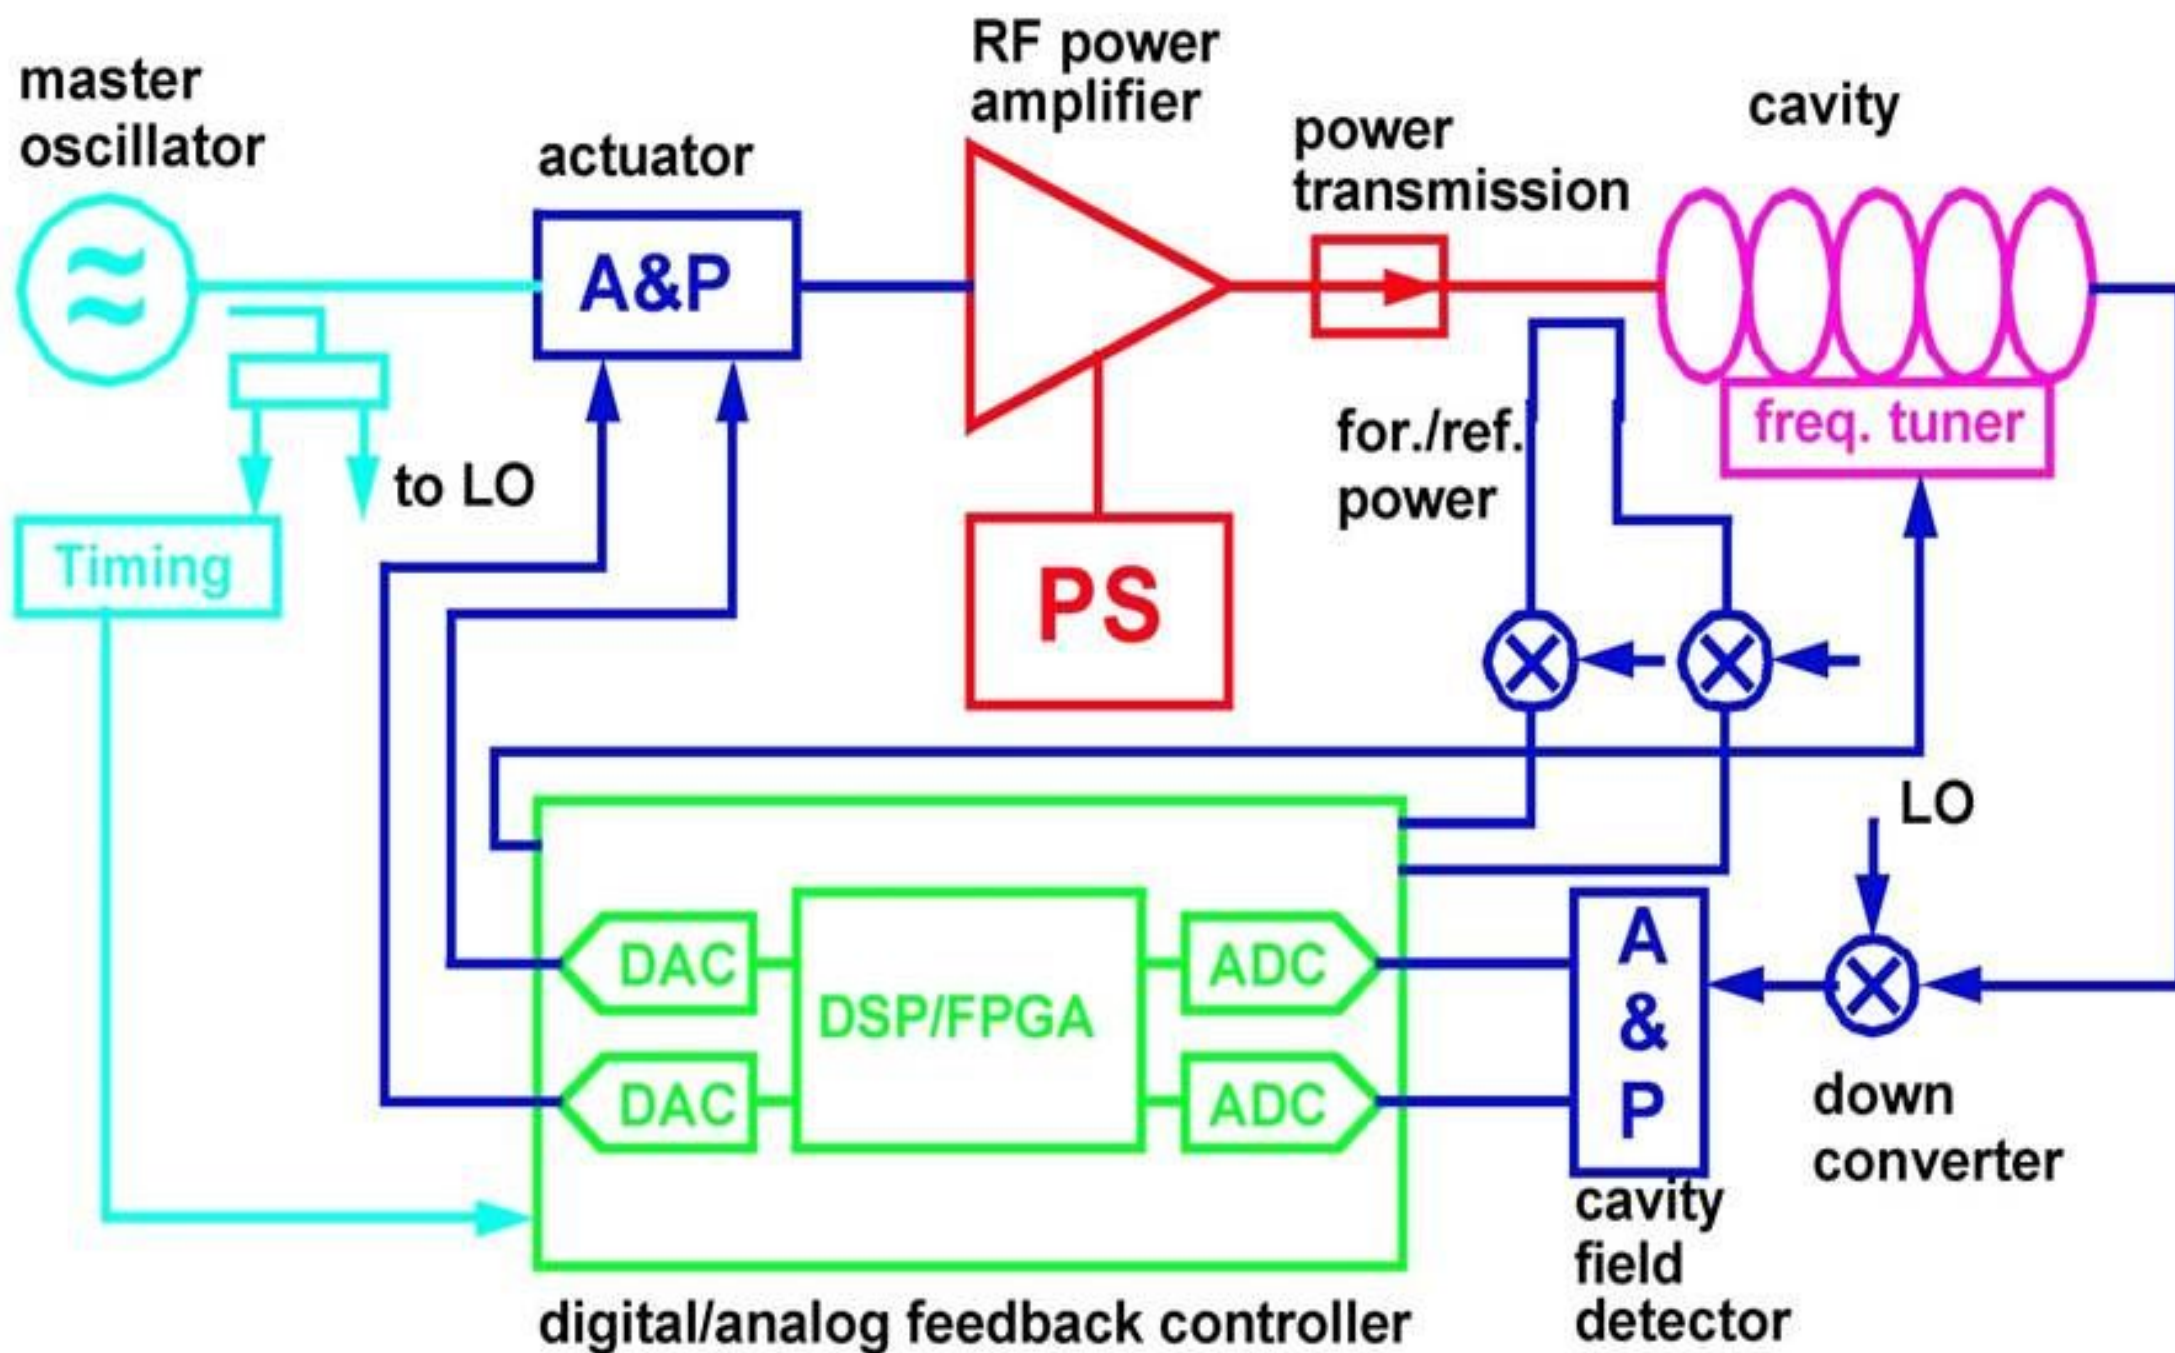 master
oscillator
actuator
RF power
amplifier
power
transmission
cavity
A&P
freq. tuner
for./ref.
power
to LO
Timing
PS
LO
DAC
DSP/FPGA
ADC
DAC
ADC
A
&
P
down
converter
cavity
field
detector
digital/analog feedback controller